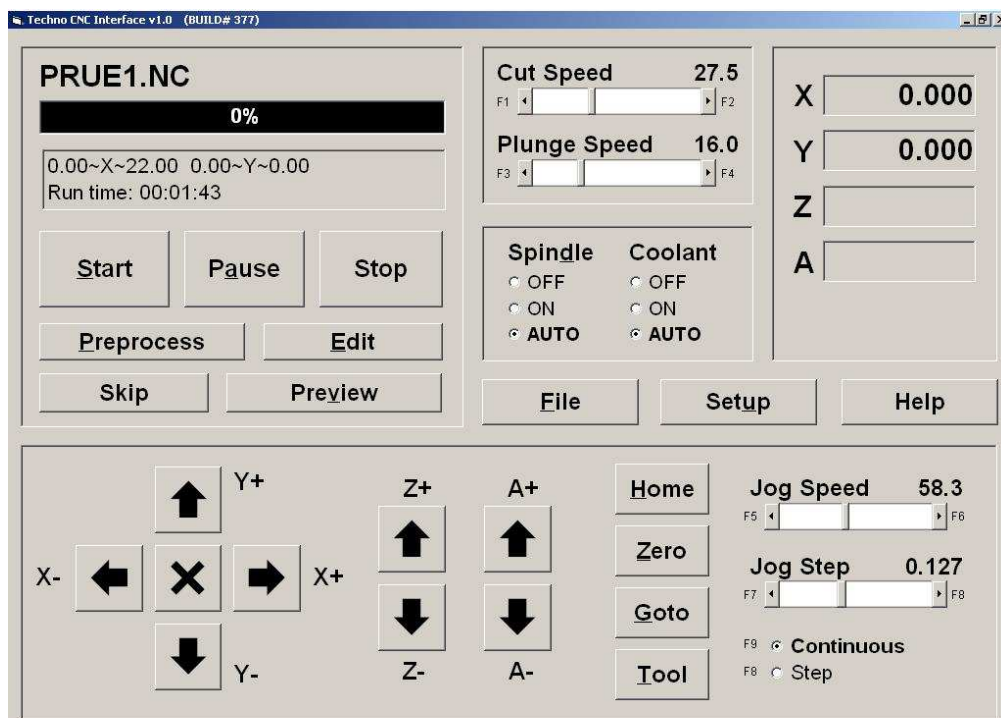 Techno CNC Interface v1.0 (BUILD# 377)
PRUE1.NC
0%
0.00~X~22.00 0.00~Y~0.00
Run time: 00:01:43
Start Pause Stop
Preprocess Edit
Skip Preview
Cut Speed 27.5
F1 F2
Plunge Speed 16.0
F3 F4
Spindle Coolant
OFF OFF
ON ON
AUTO AUTO
X 0.000
Y 0.000
Z
A
File Setup Help
Y+
X- X+
Y-
Z+ A+
Z- A-
Home
Zero
Goto
Tool
Jog Speed 58.3
F5 F6
Jog Step 0.127
F7 F8
F9 Continuous
F8 Step